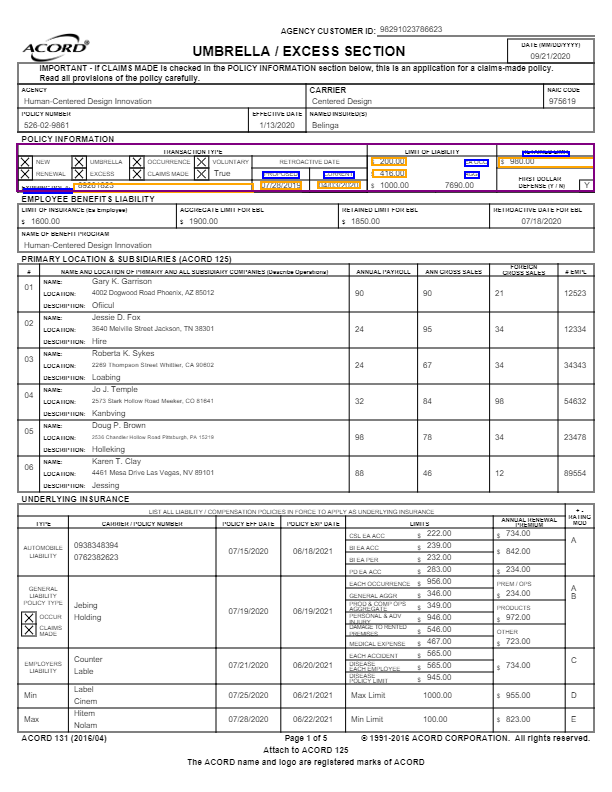 AGENCY CUSTOMER ID: 98291023786623
ACORD
UMBRELLA / EXCESS SECTION
DATE (MM/DD/YYYY)
09/21/2020
IMPORTANT - If CLAIMS MADE is checked in the POLICY INFORMATION section below, this is an application for a claims-made policy.
Read all provisions of the policy carefully.
AGENCY CARRIER NAIC CODE
Human-Centered Design Innovation Centered Design 975619
POLICY NUMBER EFFECTIVE DATE NAMED INSURED(S)
526-02-9861 1/13/2020 Belinga
POLICY INFORMATION
TRANSACTION TYPE LIMIT OF LIABILITY RETAINED LIMIT
NEW UMBRELLA OCCURRENCE VOLUNTARY RETROACTIVE DATE 200.00 EA OCC $ 980.00
RENEWAL EXCESS CLAIMS MADE True PROPOSED CURRENT 416.00
07/28/2019 $ 1000.00 7690.00 FIRST DOLLAR DEFENSE (Y / N) Y
EMPLOYEE BENEFITS LIABILITY
LIMIT OF INSURANCE (Ea Employee) AGGREGATE LIMIT FOR EBL RETAINED LIMIT FOR EBL RETROACTIVE DATE FOR EBL
$ 1600.00 $ 1900.00 $ 1850.00 07/18/2020
NAME OF BENEFIT PROGRAM
Human-Centered Design Innovation
PRIMARY LOCATION & SUBSIDIARIES (ACORD 125)
# NAME AND LOCATION OF PRIMARY AND ALL SUBSIDIARY COMPANIES (Describe Operations) ANNUAL PAYROLL ANN GROSS SALES FOREIGN GROSS SALES # EMPL
01 NAME: Gary K. Garrison
LOCATION: 4002 Dogwood Road Phoenix, AZ 85012 90 90 21 12523
DESCRIPTION: Ofiicul
02 NAME: Jessie D. Fox
LOCATION: 3640 Melville Street Jackson, TN 38301 24 95 34 12334
DESCRIPTION: Hire
03 NAME: Roberta K. Sykes
LOCATION: 2269 Thompson Street Whittier, CA 90602 24 67 34 34343
DESCRIPTION: Loabing
04 NAME: Jo J. Temple
LOCATION: 2573 Stark Hollow Road Meeker, CO 81641 32 84 98 54632
DESCRIPTION: Kanbving
05 NAME: Doug P. Brown
LOCATION: 2536 Chandler Hollow Road Pittsburgh, PA 15219 98 78 34 23478
DESCRIPTION: Holleking
06 NAME: Karen T. Clay
LOCATION: 4461 Mesa Drive Las Vegas, NV 89101 88 46 12 89554
DESCRIPTION: Jessing
UNDERLYING INSURANCE
LIST ALL LIABILITY / COMPENSATION POLICIES IN FORCE TO APPLY AS UNDERLYING INSURANCE
TYPE CARRIER / POLICY NUMBER POLICY EFF DATE POLICY EXP DATE LIMITS ANNUAL RENEWAL PREMIUM + - RATING MOD
AUTOMOBILE LIABILITY 0938348394 0762382623 07/15/2020 06/18/2021 A
CSL EA ACC $ 222.00 $ 734.00
BI EA ACC $ 239.00 $ 842.00
BI EA PER $ 232.00
PD EA ACC $ 283.00 $ 234.00
GENERAL LIABILITY POLICY TYPE OCCUR CLAIMS MADE Jebing Holding 07/19/2020 06/19/2021 A B
EACH OCCURRENCE $ 956.00 PREM / OPS
GENERAL AGGR $ 346.00 $ 234.00
PROD & COMP OPS AGGREGATE $ 349.00 PRODUCTS
PERSONAL & ADV INJURY $ 946.00 $ 972.00
DAMAGE TO RENTED PREMISES $ 546.00 OTHER
MEDICAL EXPENSE $ 467.00 $ 723.00
EMPLOYERS LIABILITY Counter Lable 07/21/2020 06/20/2021 C
EACH ACCIDENT $ 565.00
DISEASE EACH EMPLOYEE $ 565.00 $ 734.00
DISEASE POLICY LIMIT $ 945.00
Min Label Cinem 07/25/2020 06/21/2021 Max Limit 1000.00 $ 955.00 D
Max Hitem Nolam 07/28/2020 06/22/2021 Min Limit 100.00 $ 823.00 E
ACORD 131 (2016/04) Page 1 of 5 © 1991-2016 ACORD CORPORATION. All rights reserved.
Attach to ACORD 125
The ACORD name and logo are registered marks of ACORD